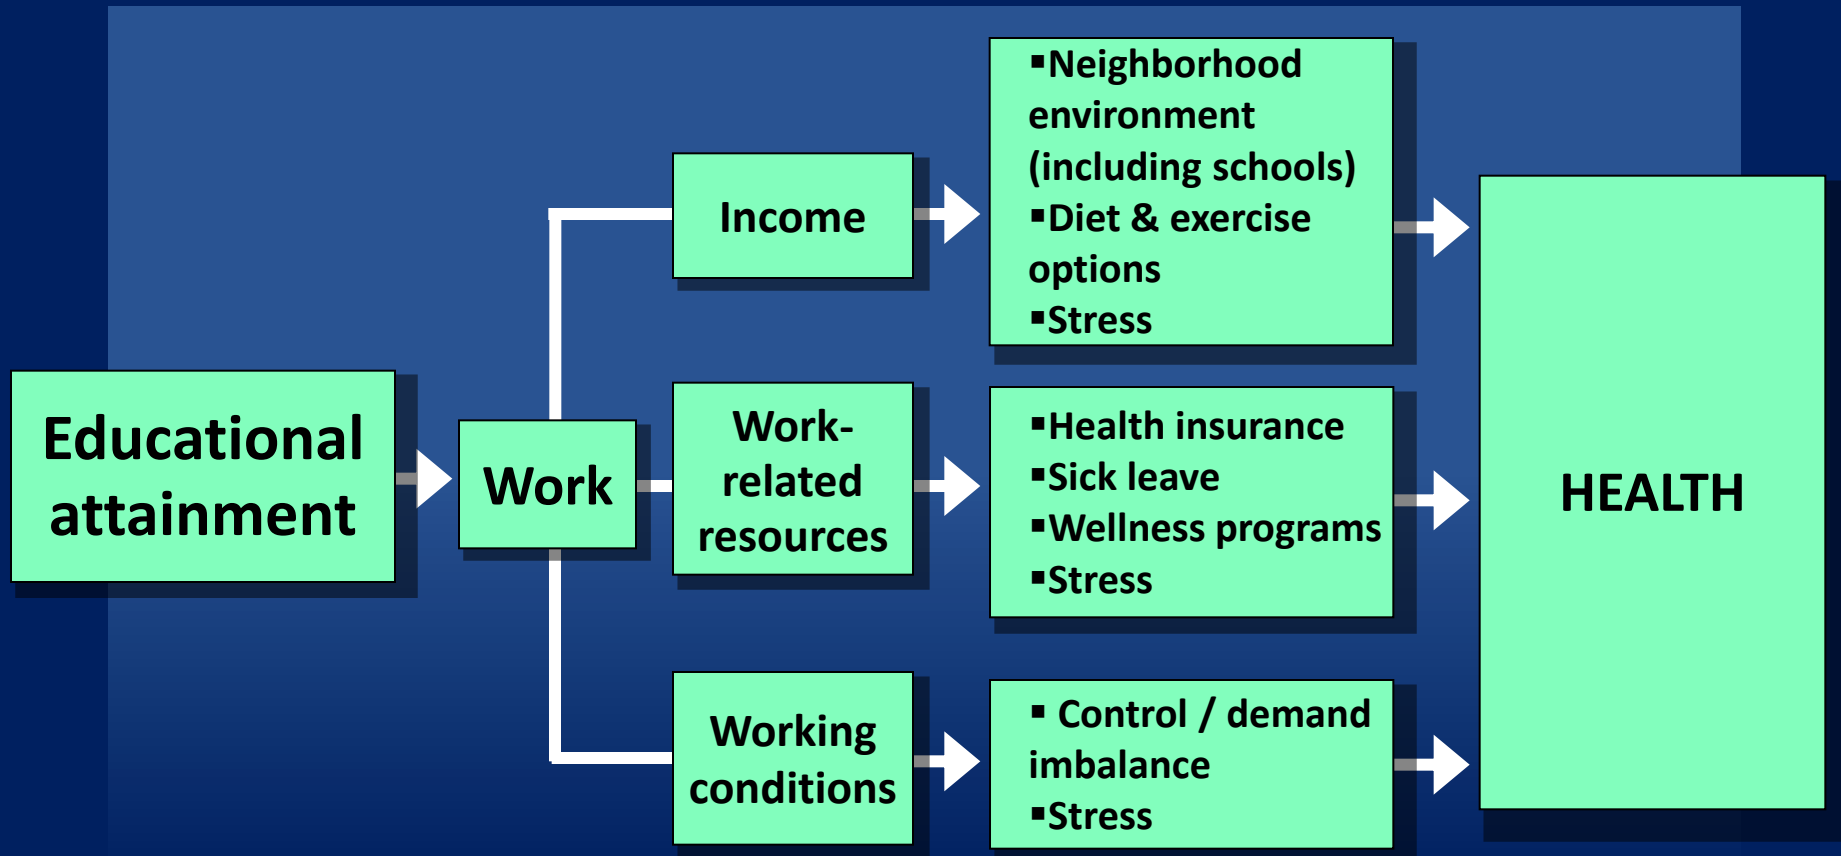 Educational
attainment
Work
Income
▪Neighborhood
environment
(including schools)
▪Diet & exercise
options
▪Stress
Work-
related
resources
▪Health insurance
▪Sick leave
▪Wellness programs
▪Stress
Working
conditions
▪ Control / demand
imbalance
▪Stress
HEALTH